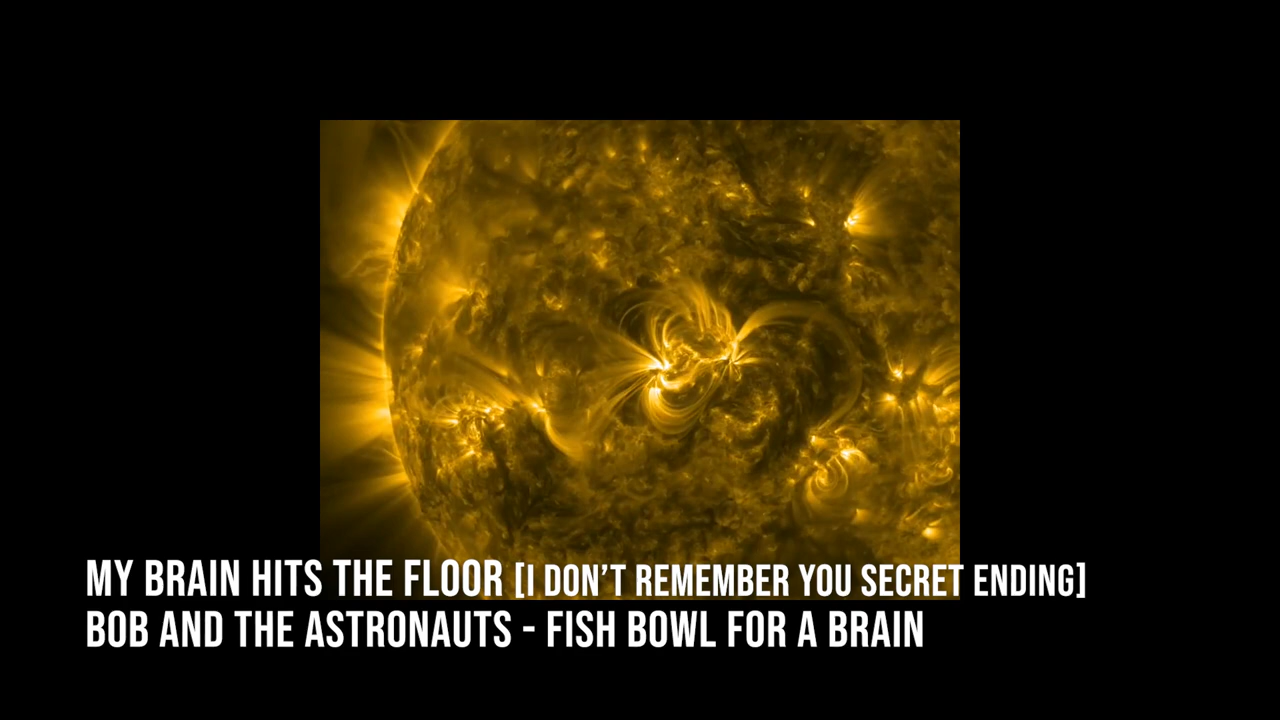 MY BRAIN HITS THE FLOOR [I DON’T REMEMBER YOU SECRET ENDING]
BOB AND THE ASTRONAUTS - FISH BOWL FOR A BRAIN